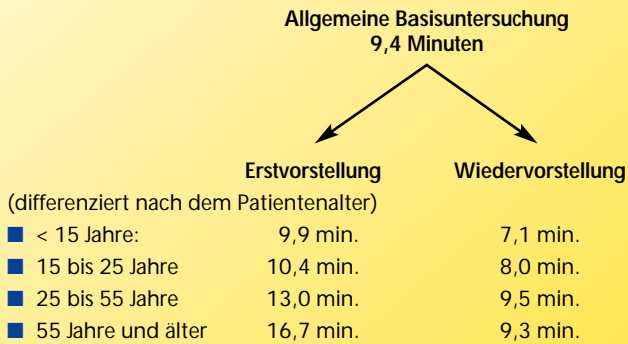 Allgemeine Basisuntersuchung
9,4 Minuten
Erstvorstellung Wiedervorstellung
(differenziert nach dem Patientenalter)
< 15 Jahre: 9,9 min. 7,1 min.
15 bis 25 Jahre 10,4 min. 8,0 min.
25 bis 55 Jahre 13,0 min. 9,5 min.
55 Jahre und älter 16,7 min. 9,3 min.